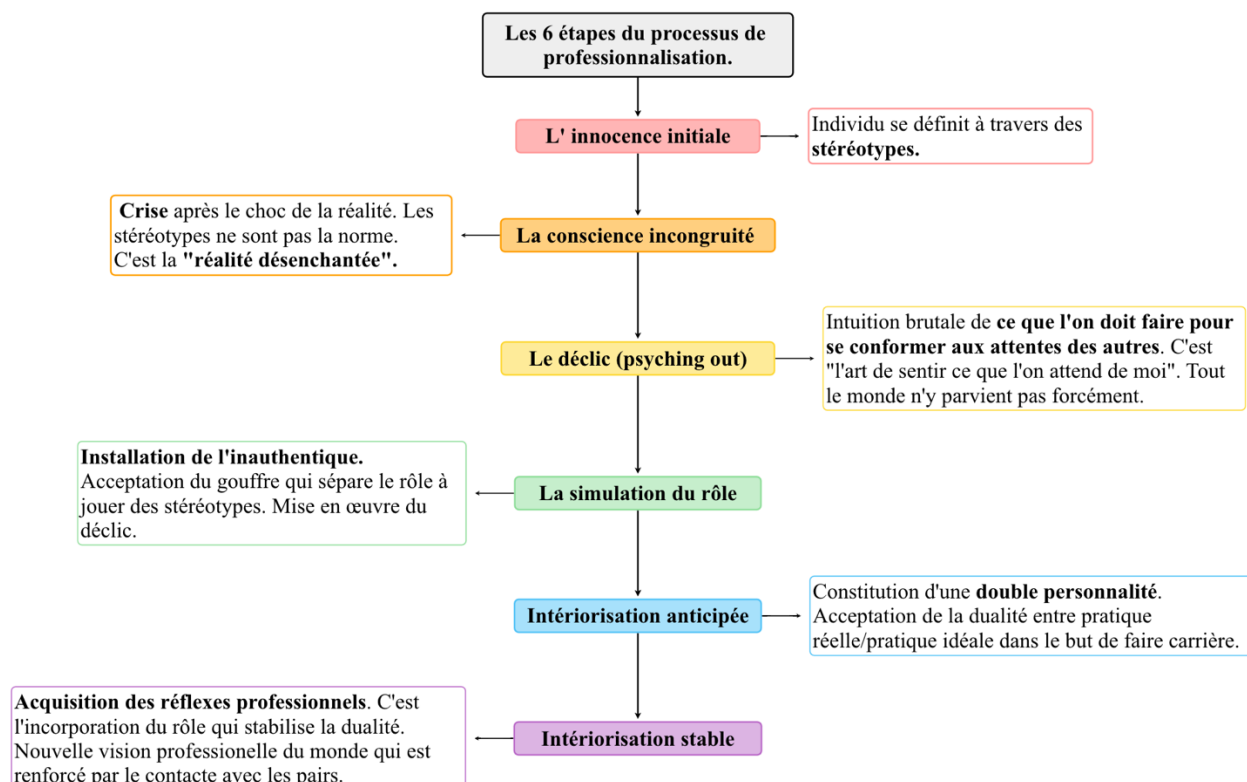 Les 6 étapes du processus de
professionnalisation.
L' innocence initiale
Individu se définit à travers des
stéréotypes.
Crise après le choc de la réalité. Les
stéréotypes ne sont pas la norme.
C'est la "réalité désenchantée".
La conscience incongruité
Le déclic (psyching out)
Intuition brutale de ce que l'on doit faire pour
se conformer aux attentes des autres. C'est
"l'art de sentir ce que l'on attend de moi". Tout
le monde n'y parvient pas forcément.
Installation de l'inauthentique.
Acceptation du gouffre qui sépare le rôle à
jouer des stéréotypes. Mise en œuvre du
déclic.
La simulation du rôle
Intériorisation anticipée
Constitution d'une double personnalité.
Acceptation de la dualité entre pratique
réelle/pratique idéale dans le but de faire carrière.
Acquisition des réflexes professionnels. C'est
l'incorporation du rôle qui stabilise la dualité.
Nouvelle vision professionelle du monde qui est
renforcé par le contacte avec les pairs.
Intériorisation stable